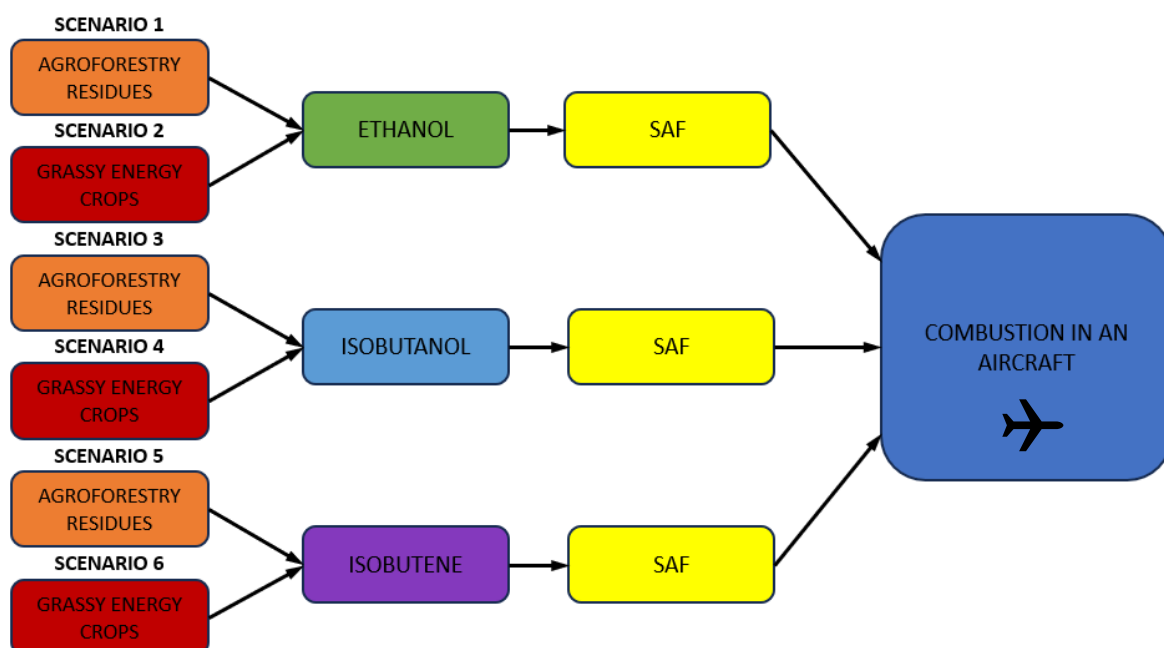 SCENARIO 1
AGROFORESTRY
RESIDUES
SCENARIO 2
GRASSY ENERGY
CROPS
ETHANOL
SAF
SCENARIO 3
AGROFORESTRY
RESIDUES
SCENARIO 4
GRASSY ENERGY
CROPS
ISOBUTANOL
SAF
SCENARIO 5
AGROFORESTRY
RESIDUES
SCENARIO 6
GRASSY ENERGY
CROPS
ISOBUTENE
SAF
COMBUSTION IN AN
AIRCRAFT